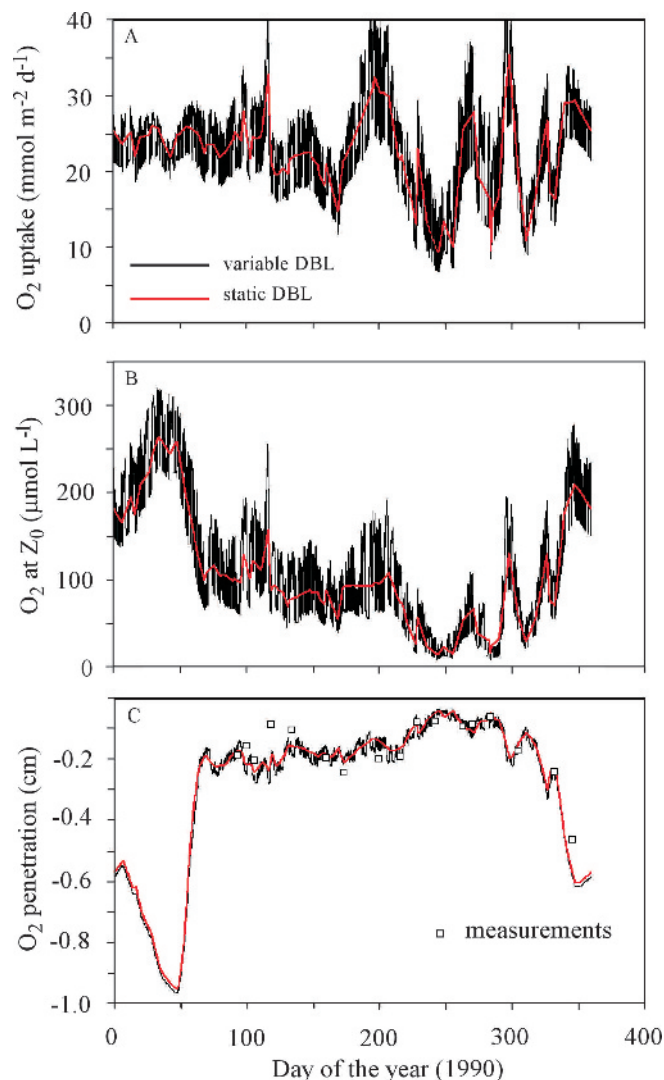 A
40
30
20
10
0
O₂ uptake (mmol m⁻² d⁻¹)
variable DBL
static DBL
B
300
200
100
0
O₂ at Z₀ (µmol L⁻¹)
C
-0.2
-0.4
-0.6
-0.8
-1.0
O₂ penetration (cm)
measurements
0 100 200 300 400
Day of the year (1990)